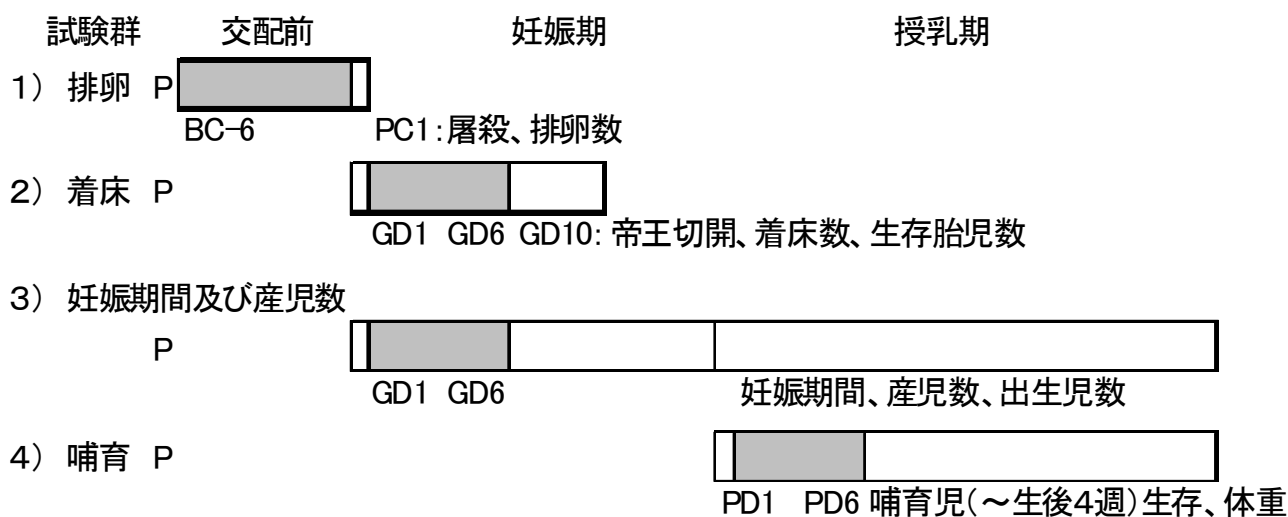 試験群 交配前 妊娠期 授乳期
1) 排卵 P
BC-6 PC1:屠殺、排卵数
2) 着床 P
GD1 GD6 GD10: 帝王切開、着床数、生存胎児数
3) 妊娠期間及び産児数
P
GD1 GD6 妊娠期間、産児数、出生児数
4) 哺育 P
PD1 PD6 哺育児(~生後4週)生存、体重